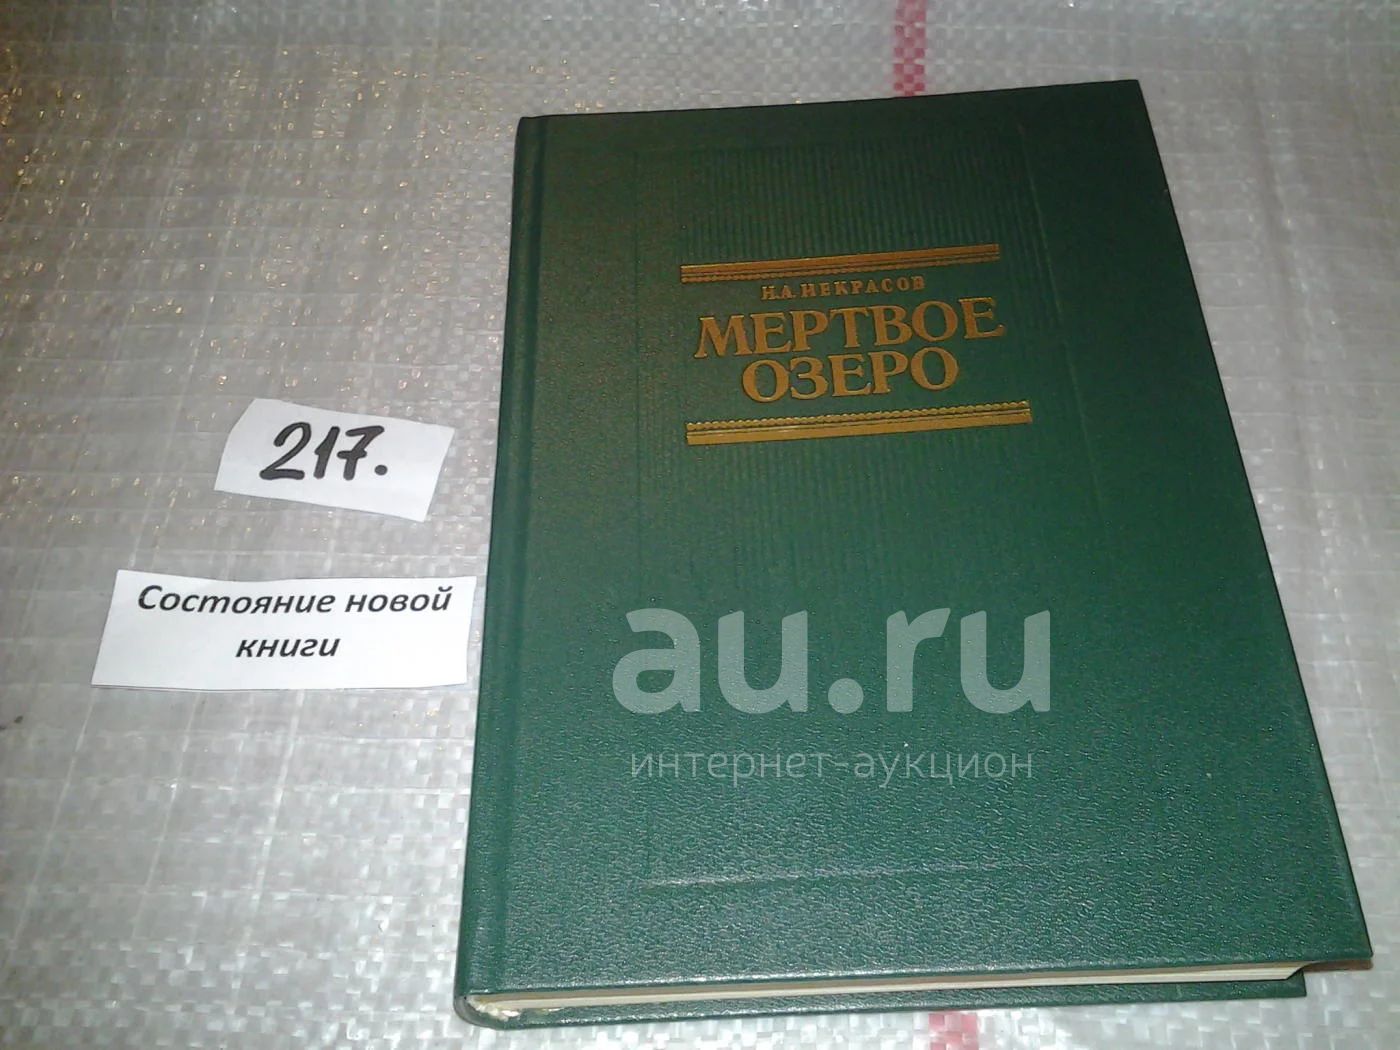 Н.А.НЕКРАСОВ
МЕРТВОЕ
ОЗЕРО
217.
Состояние новой
книги
au.ru
интернет-аукцион